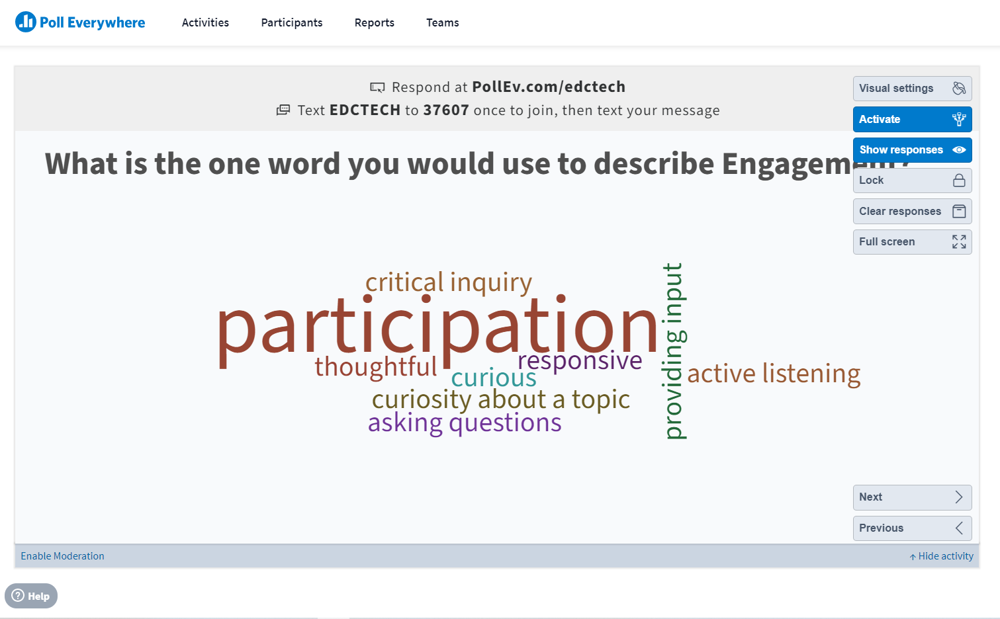 Poll Everywhere Activities Participants Reports Teams
Respond at PollEv.com/edctech
Text EDCTECH to 37607 once to join, then text your message
Visual settings
Activate
What is the one word you would use to describe Engagement?
Show responses
Lock
Clear responses
Full screen
critical inquiry
participation
providing input
thoughtful
responsive
curious
active listening
curiosity about a topic
asking questions
Next
Previous
Enable Moderation
Hide activity
Help